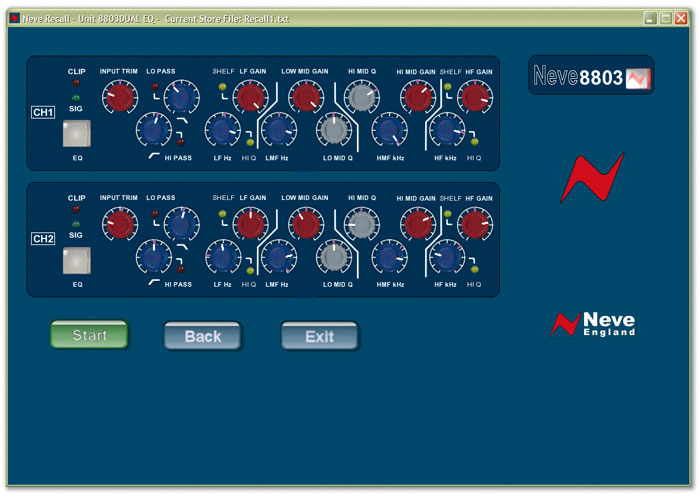 Neve Recall - Unit 8803DUAL EQ - Current Store File: Recall1.txt
Neve 8803
CLIP INPUT TRIM LO PASS SHELF LF GAIN LOW MID GAIN HI MID Q HI MID GAIN SHELF HF GAIN
SIG
CH1
EQ HI PASS LF Hz HI Q LMF Hz LO MID Q HMF kHz HF kHz HI Q
CLIP INPUT TRIM LO PASS SHELF LF GAIN LOW MID GAIN HI MID Q HI MID GAIN SHELF HF GAIN
SIG
CH2
EQ HI PASS LF Hz HI Q LMF Hz LO MID Q HMF kHz HF kHz HI Q
Start Back Exit
Neve
England